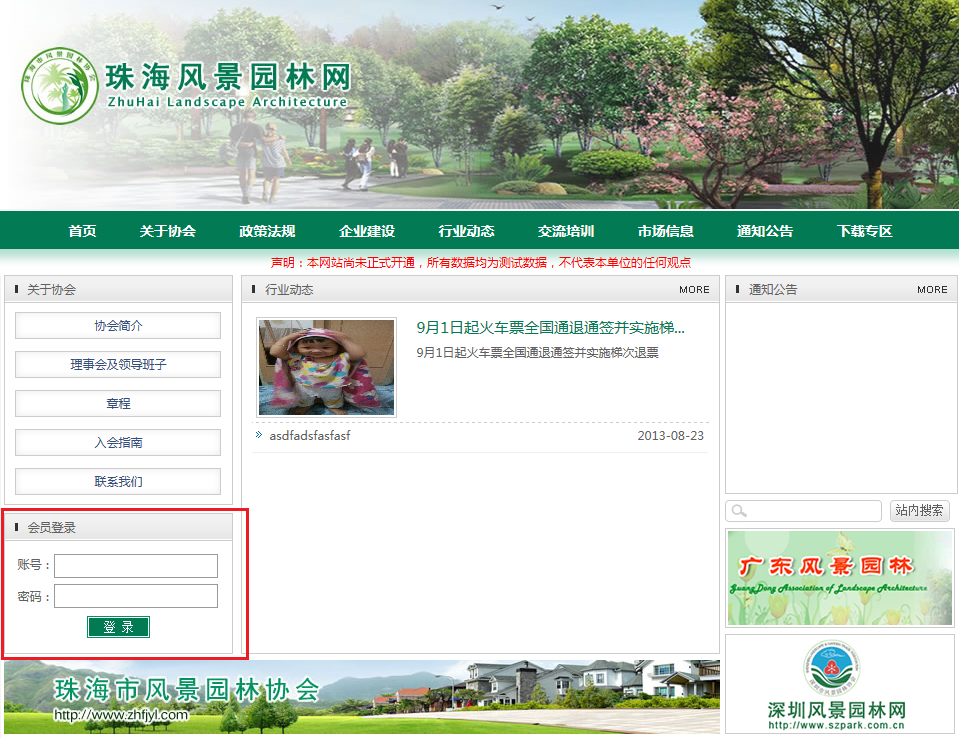 珠海市风景园林协会
珠海风景园林网
ZhuHai Landscape Architecture
首页 关于协会 政策法规 企业建设 行业动态 交流培训 市场信息 通知公告 下载专区
声明：本网站尚未正式开通，所有数据均为测试数据，不代表本单位的任何观点
关于协会
协会简介
理事会及领导班子
章程
入会指南
联系我们
会员登录
账号：
密码：
登 录
行业动态 MORE
9月1日起火车票全国通退通签并实施梯...
9月1日起火车票全国通退通签并实施梯次退票
asdfadsfasfasf 2013-08-23
通知公告 MORE
站内搜索
广东风景园林
GuangDong Association of Landscape Architecture
深圳风景园林网
http://www.szpark.com.cn
珠海市风景园林协会
http://www.zhfjyl.com